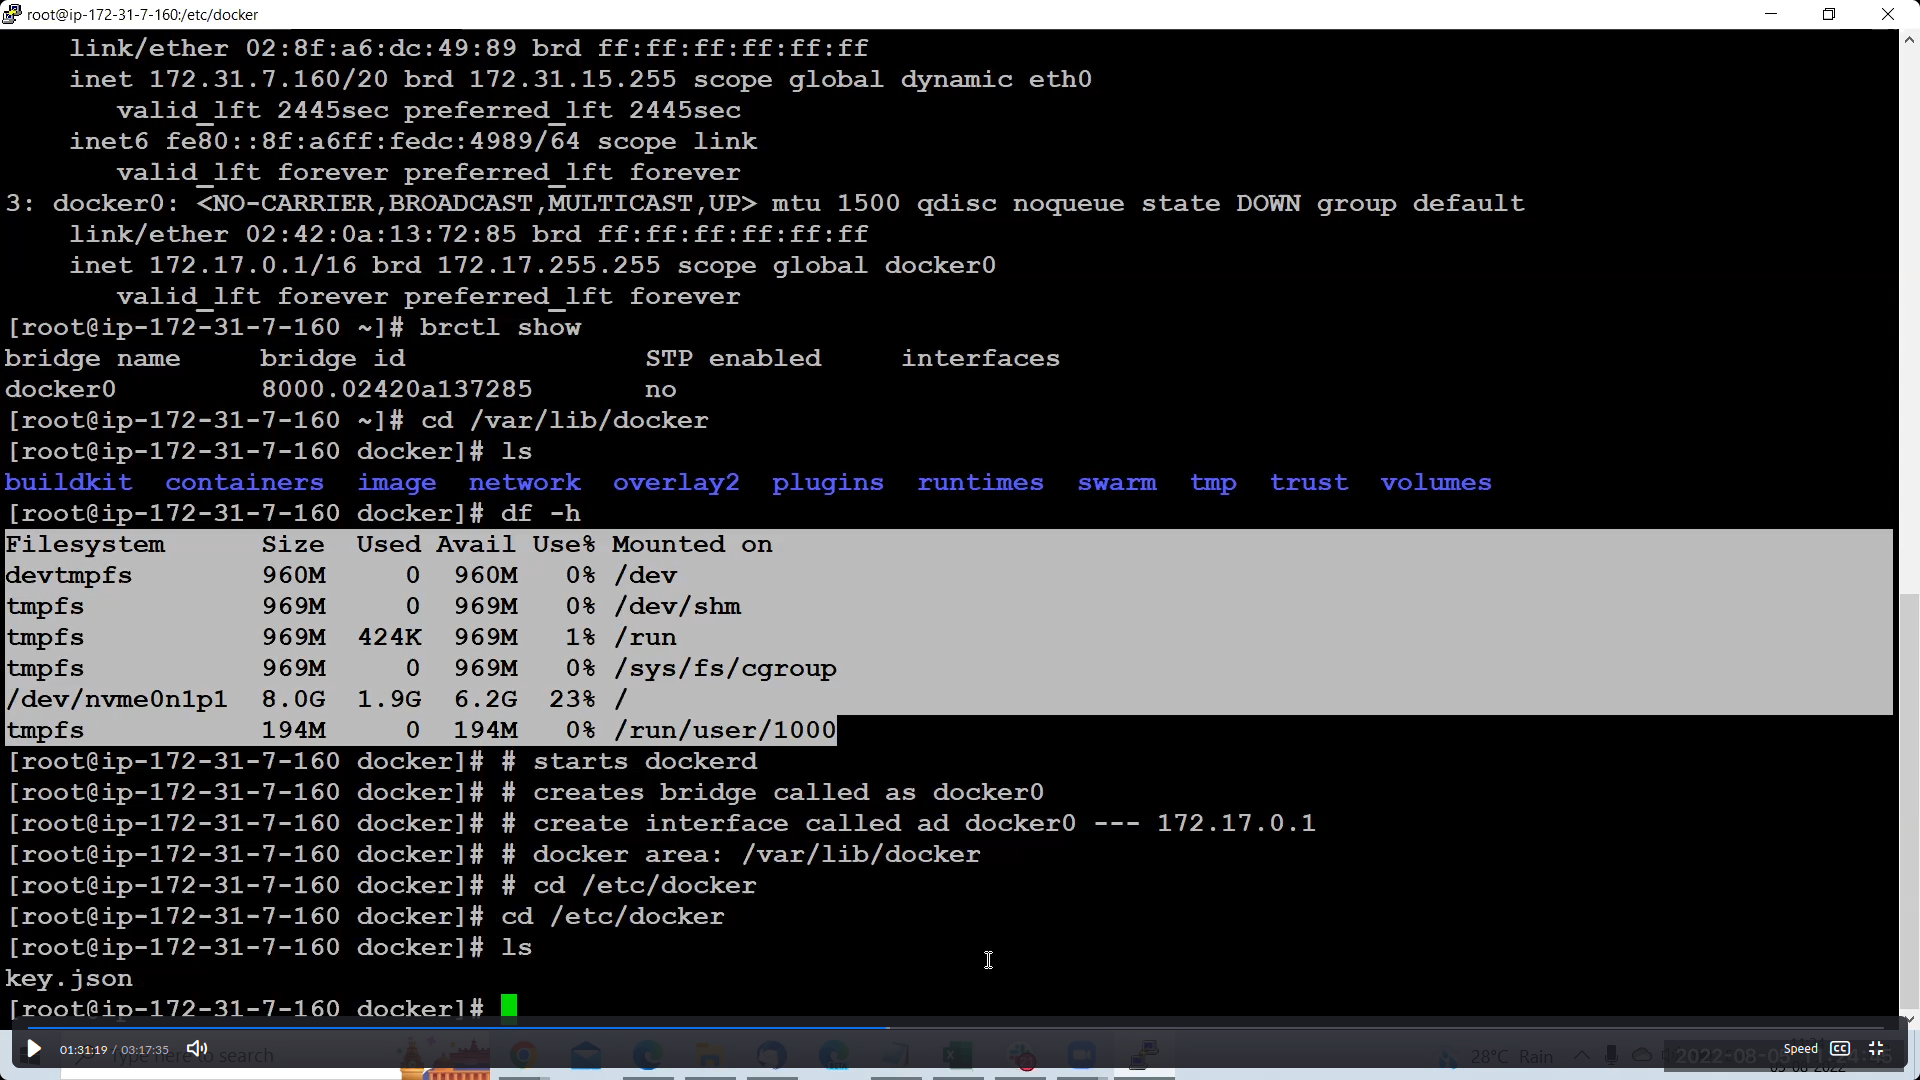 root@ip-172-31-7-160:/etc/docker
link/ether 02:8f:a6:dc:49:89 brd ff:ff:ff:ff:ff:ff
inet 172.31.7.160/20 brd 172.31.15.255 scope global dynamic eth0
valid_lft 2445sec preferred_lft 2445sec
inet6 fe80::8f:a6ff:fedc:4989/64 scope link
valid_lft forever preferred_lft forever
3: docker0: <NO-CARRIER,BROADCAST,MULTICAST,UP> mtu 1500 qdisc noqueue state DOWN group default
link/ether 02:42:0a:13:72:85 brd ff:ff:ff:ff:ff:ff
inet 172.17.0.1/16 brd 172.17.255.255 scope global docker0
valid_lft forever preferred_lft forever
[root@ip-172-31-7-160 ~]# brctl show
bridge name     bridge id               STP enabled     interfaces
docker0         8000.02420a137285       no
[root@ip-172-31-7-160 ~]# cd /var/lib/docker
[root@ip-172-31-7-160 docker]# ls
buildkit  containers  image  network  overlay2  plugins  runtimes  swarm  tmp  trust  volumes
[root@ip-172-31-7-160 docker]# df -h
Filesystem      Size  Used Avail Use% Mounted on
devtmpfs        960M     0  960M   0% /dev
tmpfs           969M     0  969M   0% /dev/shm
tmpfs           969M  424K  969M   1% /run
tmpfs           969M     0  969M   0% /sys/fs/cgroup
/dev/nvme0n1p1  8.0G  1.9G  6.2G  23% /
tmpfs           194M     0  194M   0% /run/user/1000
[root@ip-172-31-7-160 docker]# # starts dockerd
[root@ip-172-31-7-160 docker]# # creates bridge called as docker0
[root@ip-172-31-7-160 docker]# # create interface called ad docker0 --- 172.17.0.1
[root@ip-172-31-7-160 docker]# # docker area: /var/lib/docker
[root@ip-172-31-7-160 docker]# # cd /etc/docker
[root@ip-172-31-7-160 docker]# cd /etc/docker
[root@ip-172-31-7-160 docker]# ls
key.json
[root@ip-172-31-7-160 docker]#
01:31:19 / 03:17:35 Type here to search 28°C Rain Speed CC